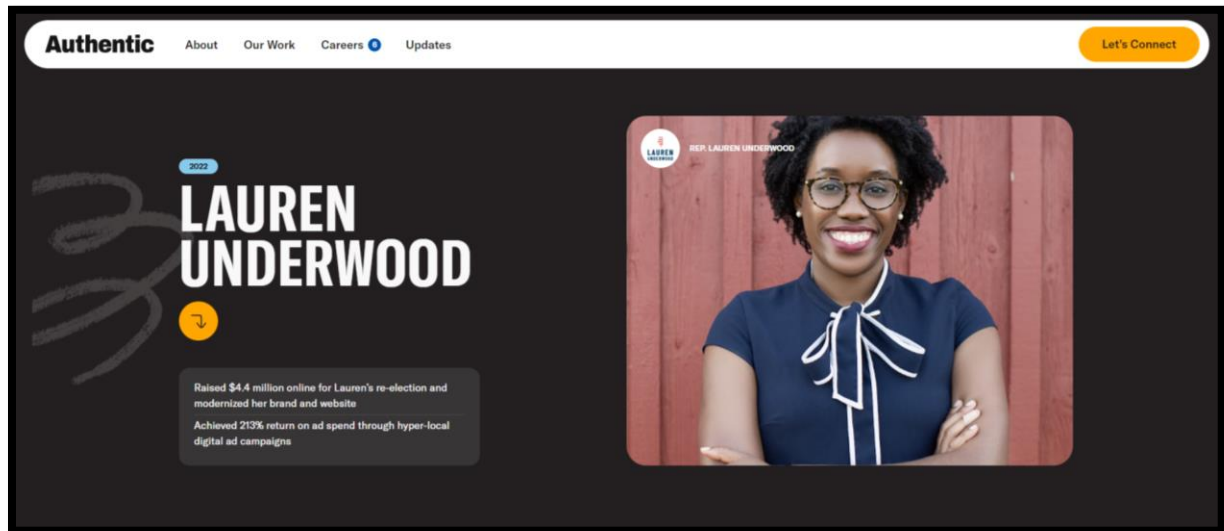 Authentic About Our Work Careers 6 Updates Let's Connect
2022
LAUREN
UNDERWOOD
Raised $4.4 million online for Lauren's re-election and
modernized her brand and website
Achieved 213% return on ad spend through hyper-local
digital ad campaigns
LAUREN
UNDERWOOD
REP. LAUREN UNDERWOOD